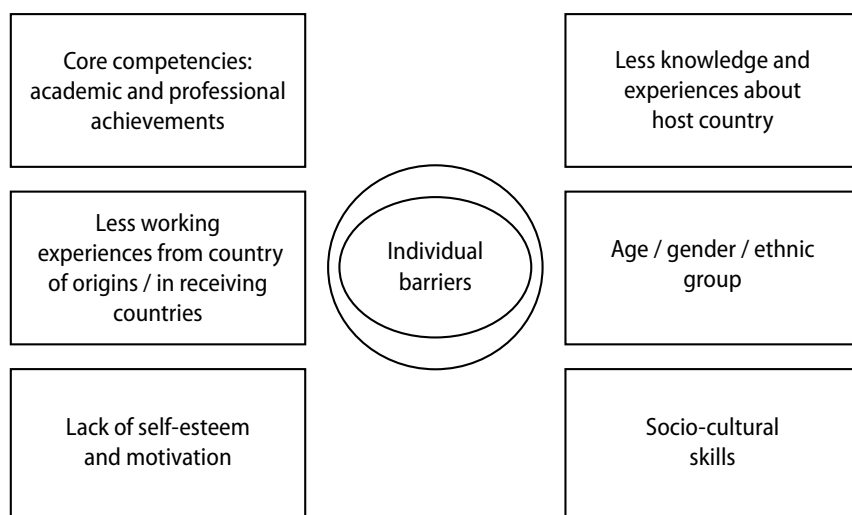 Core competencies:
academic and professional
achievements
Less working
experiences from country
of origins / in receiving
countries
Lack of self-esteem
and motivation
Individual
barriers
Less knowledge and
experiences about
host country
Age / gender / ethnic
group
Socio-cultural
skills